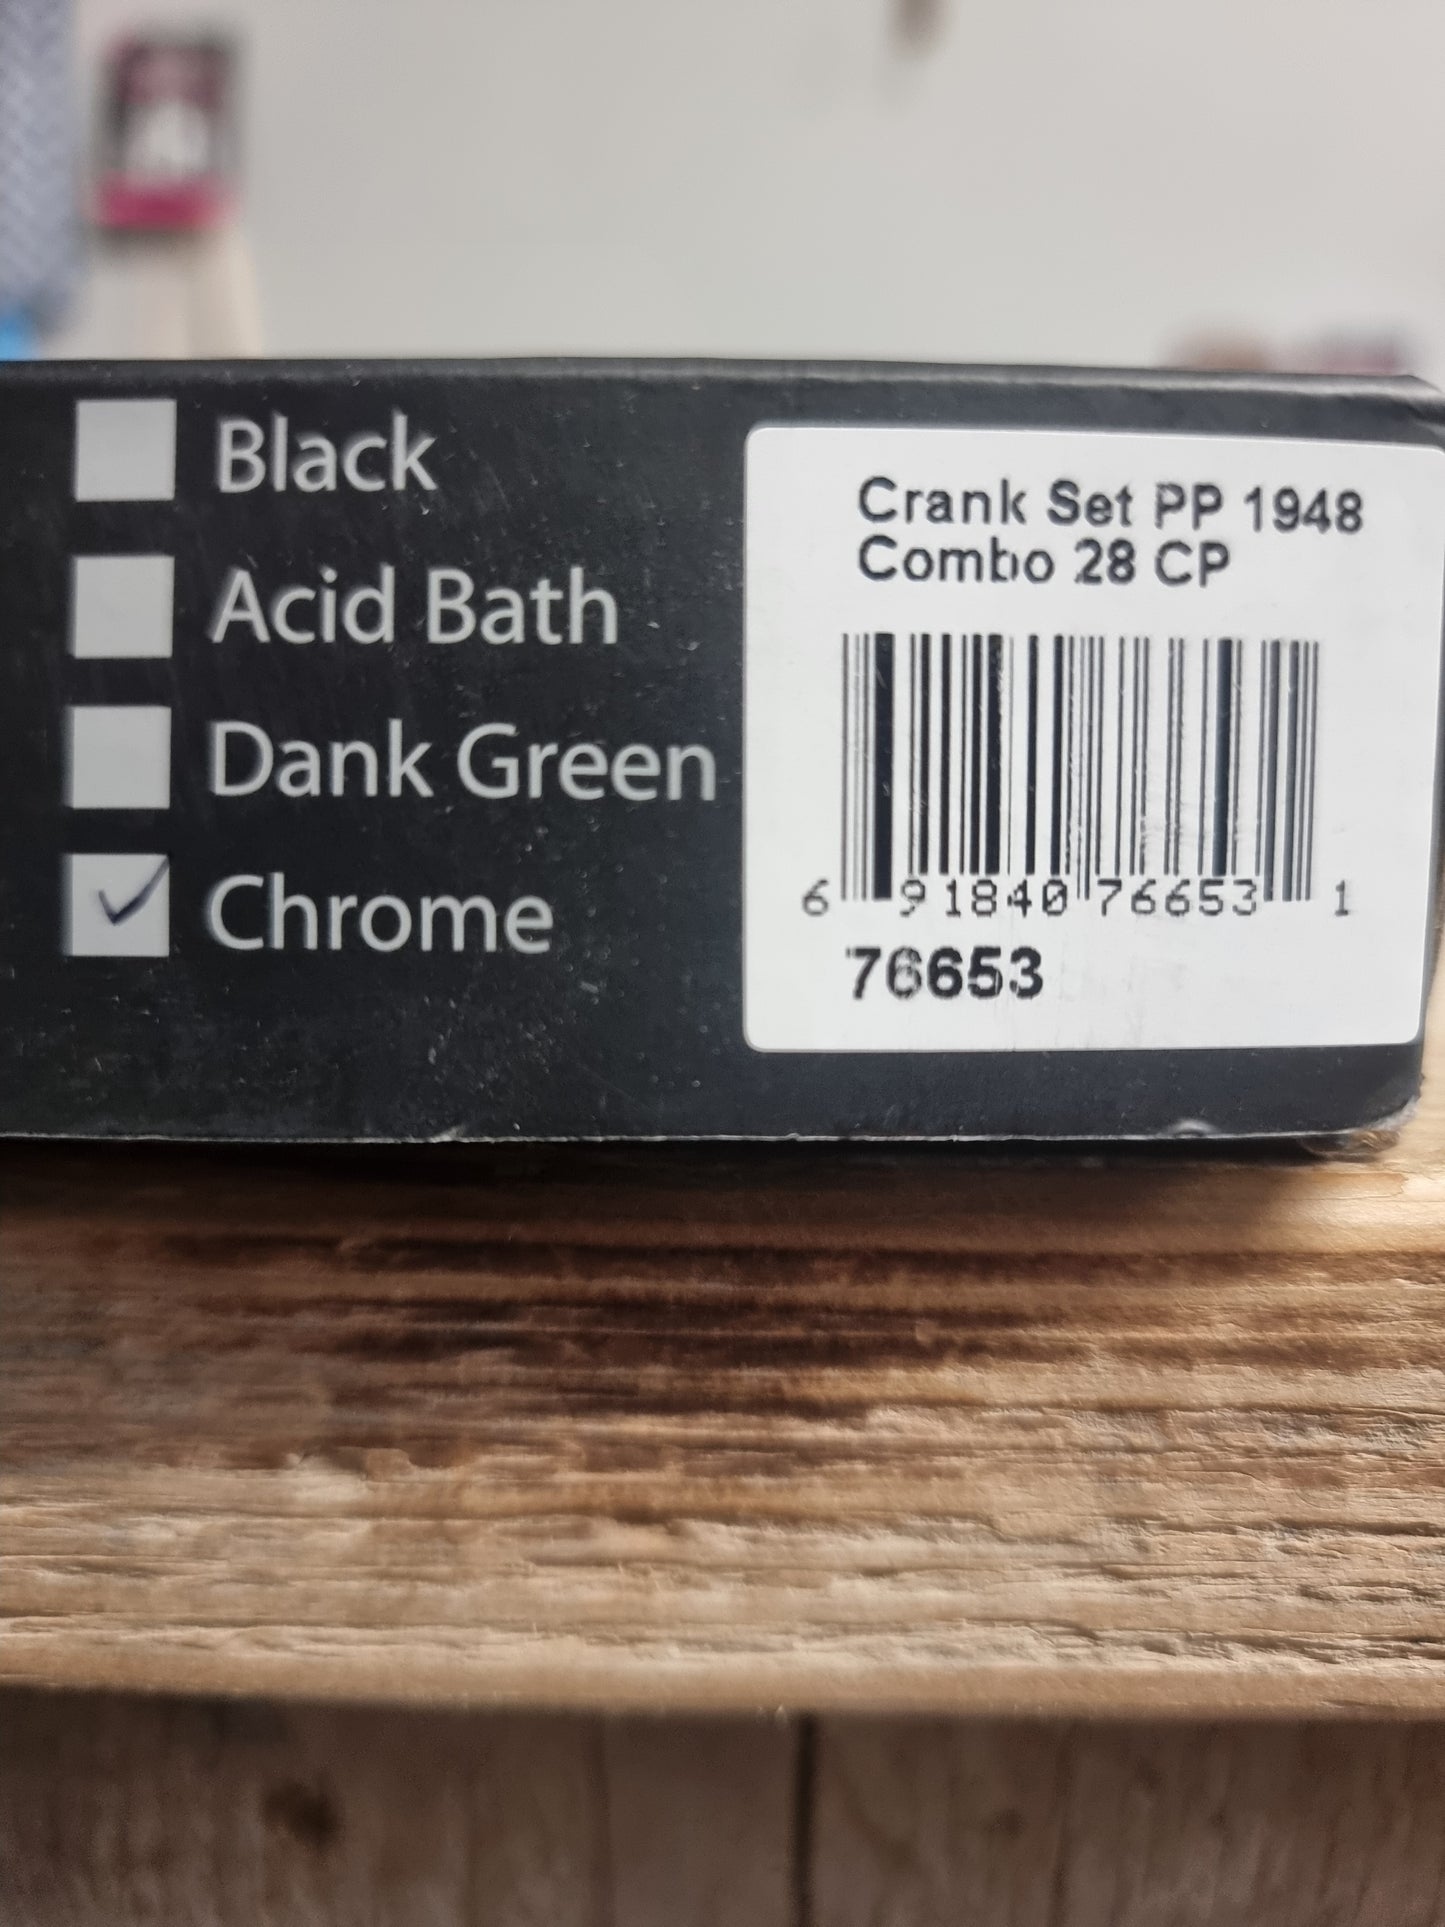 Black
Acid Bath
Dank Green
Chrome
Crank Set PP 1948
Combo 28 CP
6 91840 76653 1
76653